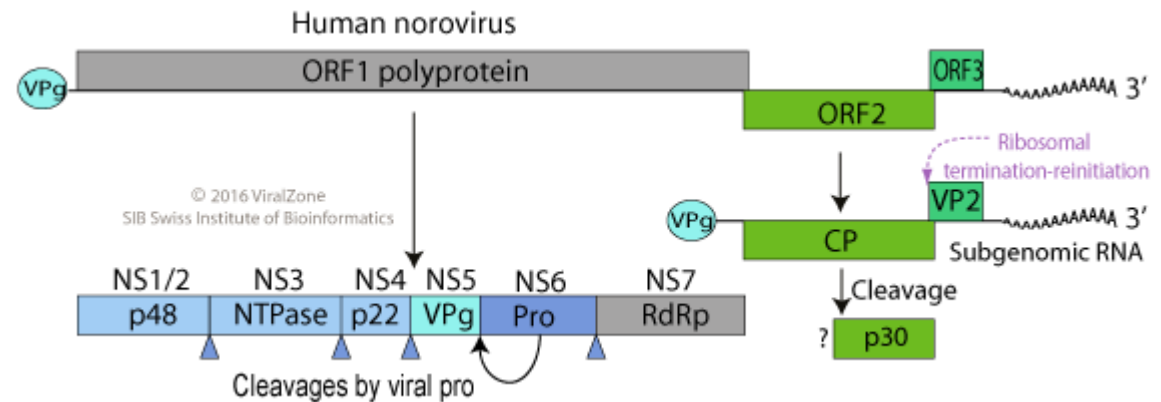 Human norovirus
ORF1 polyprotein
ORF3
VPg
3′
ORF2
Ribosomal
termination-reinitiation
© 2016 ViralZone
SIB Swiss Institute of Bioinformatics
VP2
VPg
3′
CP
Subgenomic RNA
NS1/2 NS3 NS4 NS5 NS6 NS7
p48 NTPase p22 VPg Pro RdRp
Cleavage
? p30
Cleavages by viral pro